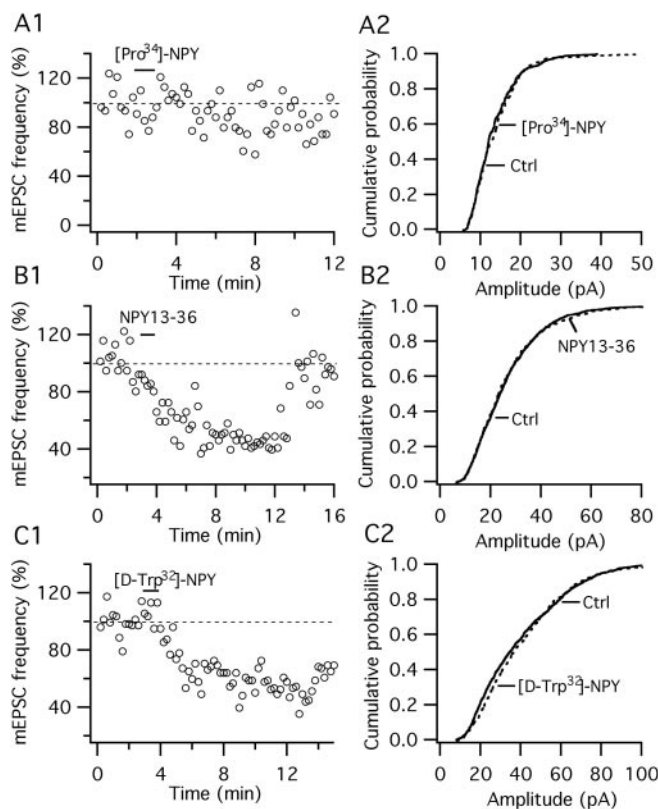 A1
[Pro34]-NPY
mEPSC frequency (%)
120
80
40
0
0 4 8 12
Time (min)
A2
Cumulative probability
1.0
0.8
0.6
0.4
0.2
0.0
[Pro34]-NPY
Ctrl
0 10 20 30 40 50
Amplitude (pA)
B1
NPY13-36
mEPSC frequency (%)
120
80
40
0 4 8 12 16
Time (min)
B2
Cumulative probability
1.0
0.8
0.6
0.4
0.2
0.0
NPY13-36
Ctrl
0 20 40 60 80
Amplitude (pA)
C1
[D-Trp32]-NPY
mEPSC frequency (%)
120
80
40
0 4 8 12
Time (min)
C2
Cumulative probability
1.0
0.8
0.6
0.4
0.2
0.0
Ctrl
[D-Trp32]-NPY
0 20 40 60 80 100
Amplitude (pA)